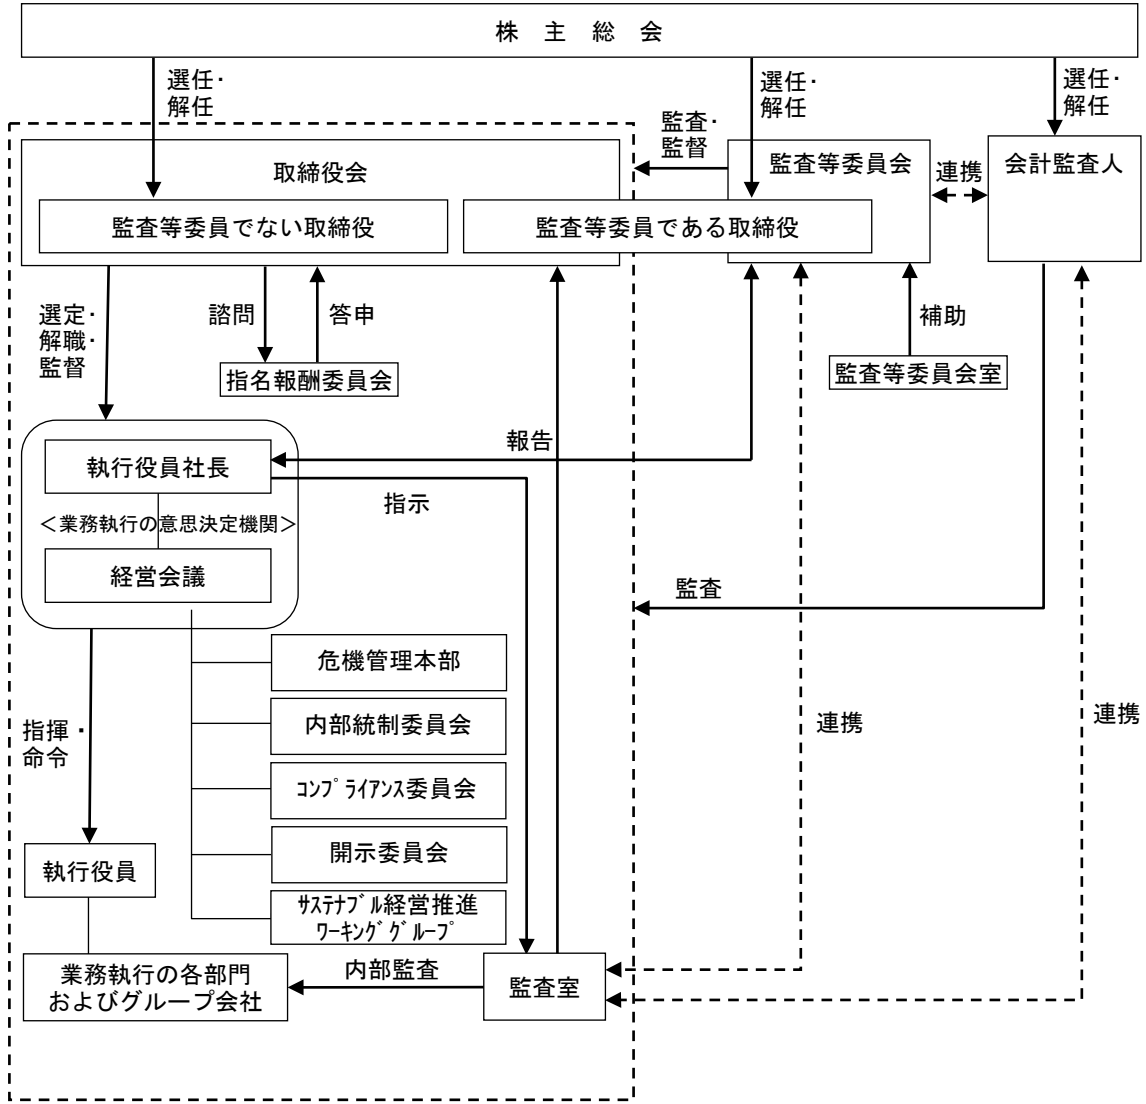 株 主 総 会
選任・
解任
選任・
解任
選任・
解任
監査・
監督
取締役会
監査等委員会
連携
会計監査人
監査等委員でない取締役
監査等委員である取締役
選定・
解職・
監督
諮問
答申
補助
指名報酬委員会
監査等委員会室
報告
執行役員社長
指示
＜業務執行の意思決定機関＞
経営会議
監査
危機管理本部
内部統制委員会
連携
連携
指揮・
命令
ｺﾝﾌﾟﾗｲｱﾝｽ委員会
開示委員会
執行役員
ｻｽﾃﾅﾌﾞﾙ経営推進
ﾜｰｷﾝｸﾞｸﾞﾙｰﾌﾟ
業務執行の各部門
およびグループ会社
内部監査
監査室